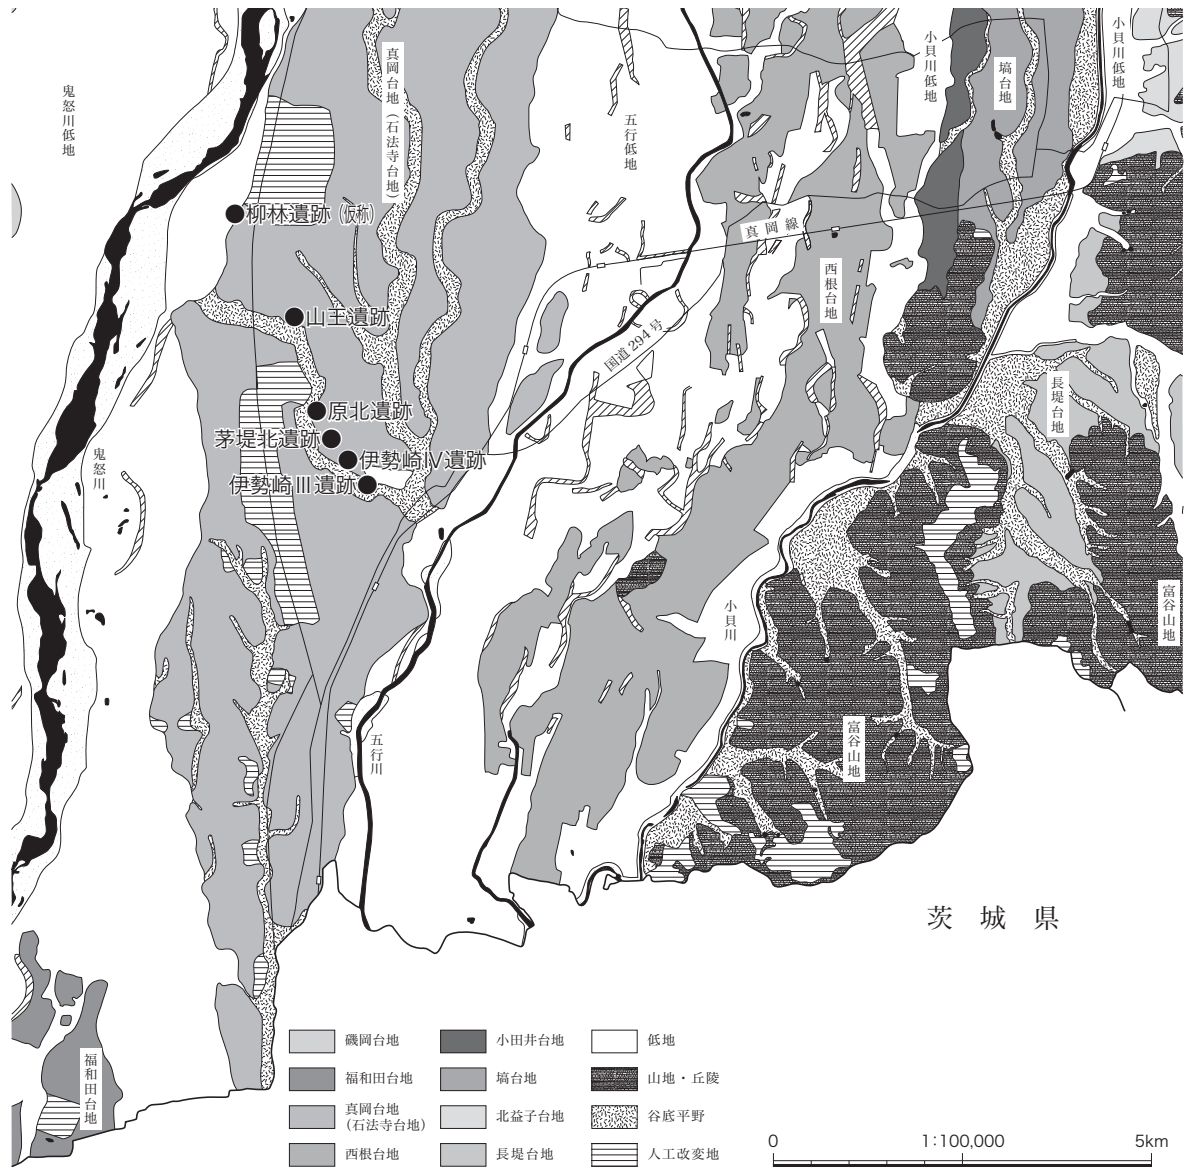 鬼怒川低地
真岡台地(石法寺台地)
五行低地
小貝川低地
塙台地
小貝川低地
柳林遺跡(仮称)
真岡線
西根台地
山王遺跡
国道294号
長堤台地
原北遺跡
茅堤北遺跡
伊勢崎Ⅳ遺跡
伊勢崎Ⅲ遺跡
鬼怒川
小貝川
富谷山地
五行川
富谷山地
茨城県
福和田台地
磯岡台地
福和田台地
真岡台地
(石法寺台地)
西根台地
小田井台地
塙台地
北益子台地
長堤台地
低地
山地・丘陵
谷底平野
人工改変地
0 1:100,000 5km